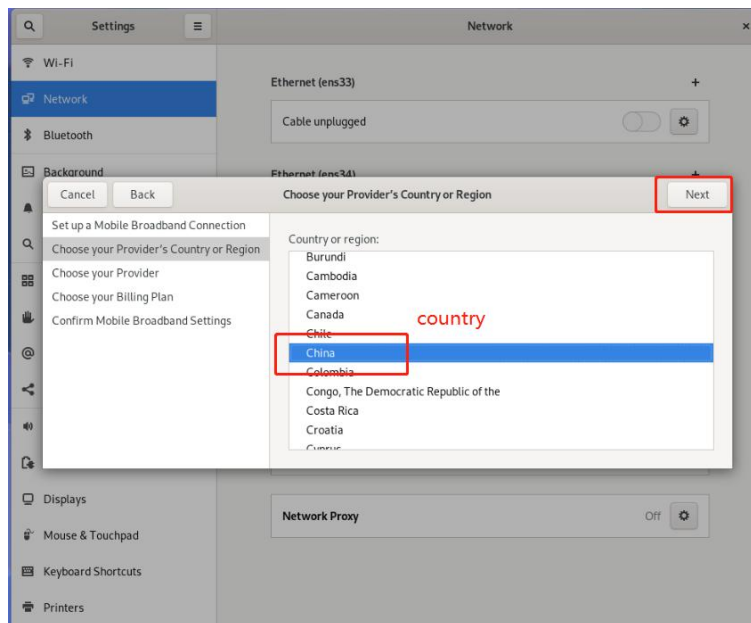 Settings
Network
×
Wi-Fi
Network
Bluetooth
Background
Displays
Mouse & Touchpad
Keyboard Shortcuts
Printers
Ethernet (ens33)
+
Cable unplugged
Ethernet (ens34)
+
Cancel
Back
Choose your Provider's Country or Region
Next
Set up a Mobile Broadband Connection
Choose your Provider's Country or Region
Choose your Provider
Choose your Billing Plan
Confirm Mobile Broadband Settings
Country or region:
Burundi
Cambodia
Cameroon
Canada
Chile
China
Colombia
Congo, The Democratic Republic of the
Costa Rica
Croatia
Cyprus
country
Network Proxy
Off